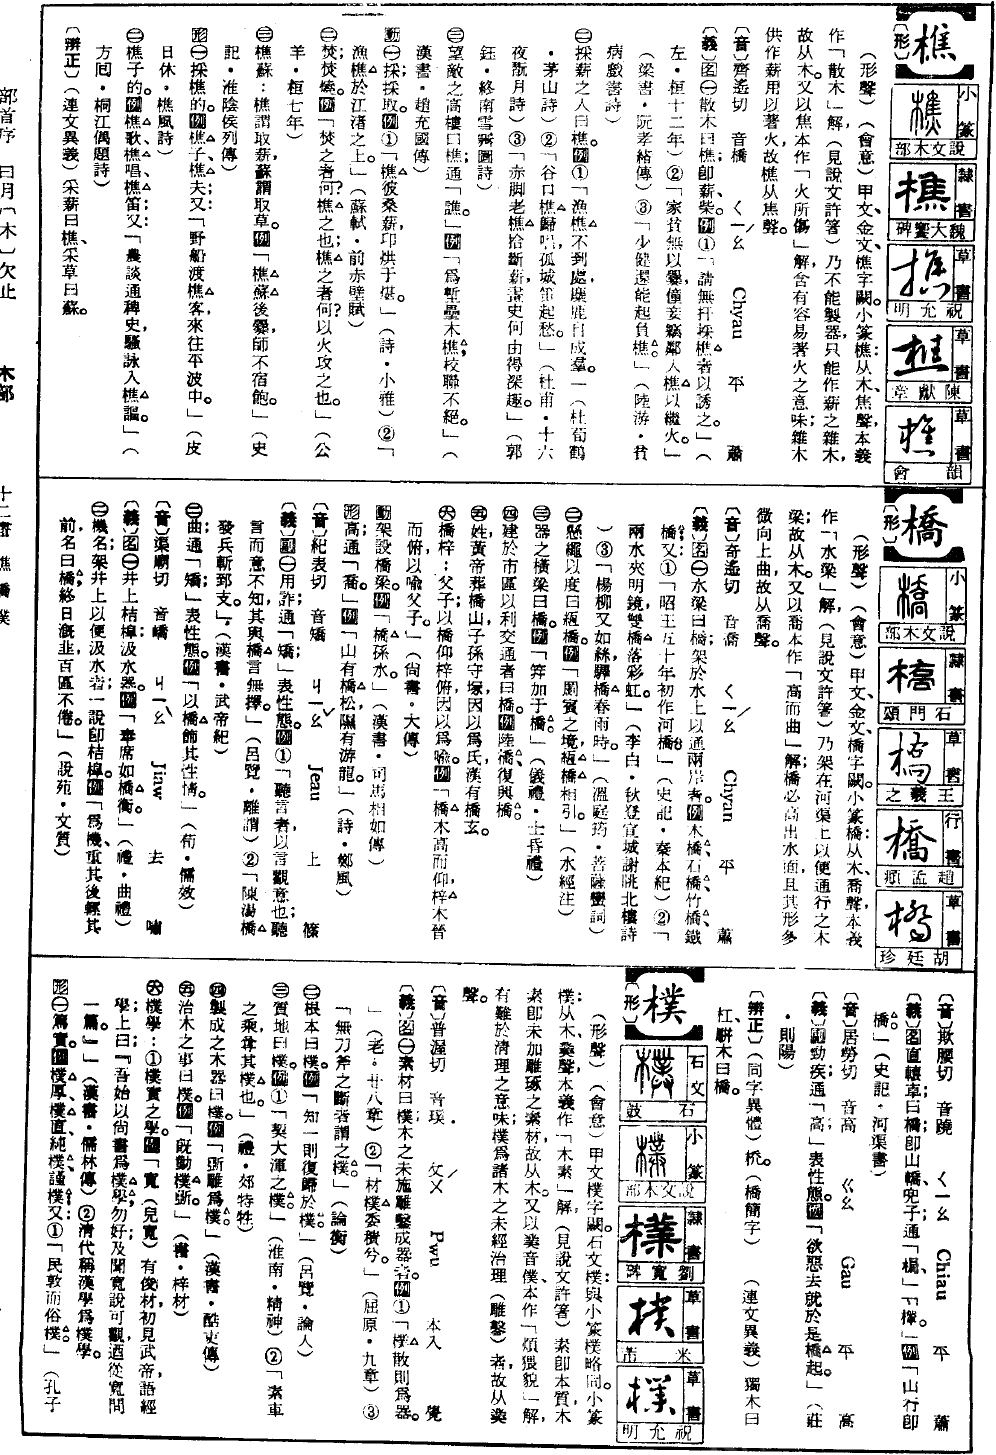 樵
〔形〕
小篆 說文木部
隸書 魏大饗碑
草書 祝允明
草書 陳獻章
草書 韻會
（形聲）（會意）甲文、金文樵字闕。小篆樵：从木、焦聲，本義
作「散木」解，（見說文許箸）乃不能製器，只能作薪之雜木，
故从木。又以焦本作「火所傷」解，含有容易著火之意味；雜木
供作薪用以著火，故樵从焦聲。
〔音〕齊遙切　音樵　ㄑㄧㄠˊ　Chyau　平　蕭
〔義〕名㊀散木曰樵；即薪柴。例①「請無扞採樵者以誘之。」（
左・桓十二年）②「家貧無以爨，僮妾竊鄰人樵以繼火。」
（梁書・阮孝緒傳）③「少健還能起負樵。」（陸游・貧
病戲書詩）
㊁採薪之人曰樵。例①「漁樵不到處，麋鹿自成羣。」（杜荀鶴
・茅山詩）②「谷口樵歸唱，孤城笛起愁。」（杜甫・十六
夜翫月詩）③「赤脚老樵拾斷薪，畫史何由得深趣。」（郭
鈺・終南雪霽圖詩）
㊂望敵之高樓曰樵；通「譙」。例「爲塹壘木樵，校聯不絕。」（
漢書・趙充國傳）
動㊀採；採取。例①「樵彼桑薪，卬烘于煁。」（詩・小雅）②「
漁樵於江渚之上。」（蘇軾・前赤壁賦）
㊁焚；焚燒。例「焚之者何？樵之也；樵之者何？以火攻之也。」（公
羊・桓七年）
㊂樵蘇：樵謂取薪，蘇謂取草。例「樵蘇後爨，師不宿飽。」（史
記・淮陰侯列傳）
形㊀採樵的。例樵子、樵夫。又「野船渡樵客，來往平波中。」（皮
日休・樵風詩）
㊁樵子的。例樵歌、樵唱、樵笛。又「農談通稗史，騷詠入樵謳。」（
方回・桐江偶題詩）
〔辨正〕（連文異義）采薪曰樵、采草曰蘇。
橋
〔形〕
小篆 說文木部
隸書 石門頌
草書 王羲之
行書 趙孟頫
草書 胡廷珍
（形聲）（會意）甲文、金文橋字闕。小篆橋：从木、喬聲，本義
作「水梁」解，（見說文許箸）乃架在河渠上以便通行之木
梁，故从木。又以喬本作「高而曲」解，橋必高出水面，且其形多
微向上曲，故从喬聲。
〔音〕奇遙切　音喬　ㄑㄧㄠˊ　Chyau　平　蕭
〔義〕名㊀水梁曰橋；架於水上以通兩岸者。例木橋、石橋、竹橋、鐵
橋。又①「昭王五十年，初作河橋。」（史記・秦本紀）②「
兩水夾明鏡，雙橋落彩虹。」（李白・秋登宣城謝朓北樓詩
）③「楊柳又如絲，驛橋春雨時。」（溫庭筠・菩薩蠻詞）
㊁懸繩以度曰絙橋。例「罽賓之境，絙橋相引。」（水經注）
㊂器之橫梁曰橋。例「笲加于橋。」（儀禮・士昏禮）
㊃建於市區以利交通者曰橋。例陸橋、復興橋。
㊄姓，黃帝葬橋山，子孫守塚，因以爲氏，漢有橋玄。
㊅橋梓：父子以橋仰梓俯，因以爲喻。例「橋木高而仰，梓木晉
而俯，以喻父子。」（尚書・大傳）
動架設橋梁。例「橋孫水」（漢書・司馬相如傳）
形高；通「喬」。例「山有橋松，隰有游龍。」（詩・鄭風）
〔音〕紀表切　音矯　ㄐㄧㄠˇ　Jeau　上　篠
〔義〕副㊀用詐；通「矯」；表性態。例①「聽言者以言觀意也；聽
言而意不知，其與橋言無擇。」（呂覽・離謂）②「陳湯橋
發兵，斬郅支。」（漢書・武帝紀）
㊁曲；通「矯」；表性態。例「以橋飾其性情。」（荀・儒效）
〔音〕渠廟切　音嶠　ㄐㄧㄠˋ　Jiaw　去　嘯
〔義〕名㊀井上桔橰；汲水器。例「奉席如橋衡。」（禮・曲禮）
㊁機名；架井上以便汲水者，一說即桔橰。例「爲機重其後，輕其
前，名曰橋，終日溉韭百區不倦。」（說苑・文質）
〔音〕欺腰切　音蹺　ㄑㄧㄠ　Chiau　平　蕭
〔義〕名直轅車曰橋；即山轎，兜子；通「梮」「檋」。例「山行即
橋。」（史記・河渠書）
〔音〕居勞切　音高　ㄍㄠ　Gau　平　高
〔義〕副勁疾；通「高」；表性態。例「欲惡去就，於是橋起。」（莊
・則陽）
〔辨正〕（同字異體）桥。（橋簡字）　（連文異義）獨木曰
杠，駢木曰橋。
樸
〔形〕
石文 石鼓
小篆 說文木部
隸書 劉寬碑
草書 米芾
草書 祝允明
（形聲）（會意）甲文樸字闕。石文樸：與小篆樸略同。小篆
樸：从木、菐聲，本義作「木素」解，（見說文許箸）素即本質，木
素即未加雕琢之素材，故从木。又以菐音僕，本作「煩猥貌」解，
有難於清理之意味，樸爲諸木之未經治理（雕鑿）者，故从菐
聲。
〔音〕普渥切　音璞　ㄆㄨˊ　Pwu　本入　覺
〔義〕名㊀素材曰樸；木之未施雕鑿成器者。例①「樸散則爲器。
」（老・廿八章）②「材樸委積兮。」（屈原・九章）③
「無刀斧之斷者謂之樸。」（論衡）
㊁根本曰樸。例「知一則復歸於樸。」（呂覽・論人）
㊂質地曰樸。例①「契大渾之樸。」（淮南・精神）②「素車
之乘，尊其樸也。」（禮・郊特牲）
㊃製成之木器曰樸。例「斲雕爲樸。」（漢書・酷吏傳）
㊄治木之事曰樸。例「既勤樸斲」（書・梓材）
㊅樸學：①樸實之學。例「寬（兒寬）有俊材，初見武帝，語經
學；上曰『吾始以尚書爲樸學，勿好，及聞寬說，可觀；迺從寬問
一篇。』」（漢書・儒林傳）②清代稱漢學爲樸學。
形㊀篤實。例樸厚、樸直、純樸、謹樸。又①「民敦而俗樸」（孔子
部首序　曰月「木」欠止　木部
十二畫　樵橋樸